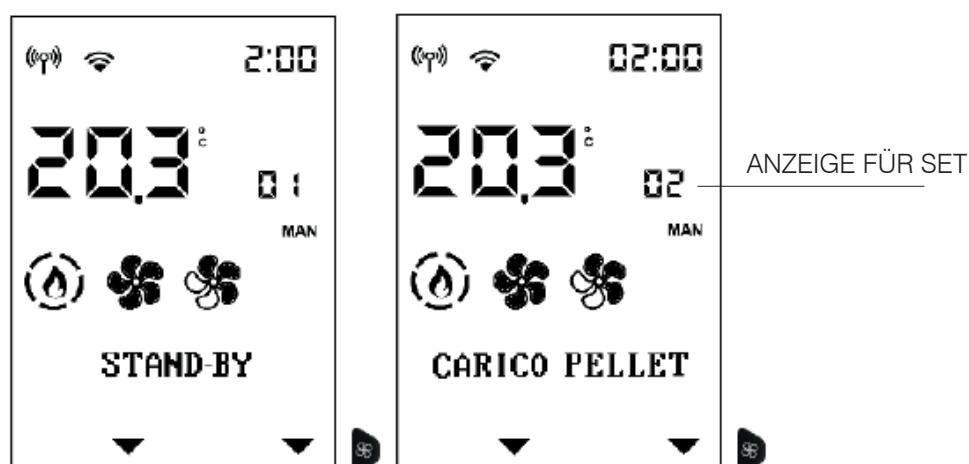 2:00
20.3 °C
01
MAN
STAND-BY
02:00
20.3 °C
02
ANZEIGE FÜR SET
MAN
CARICO PELLET